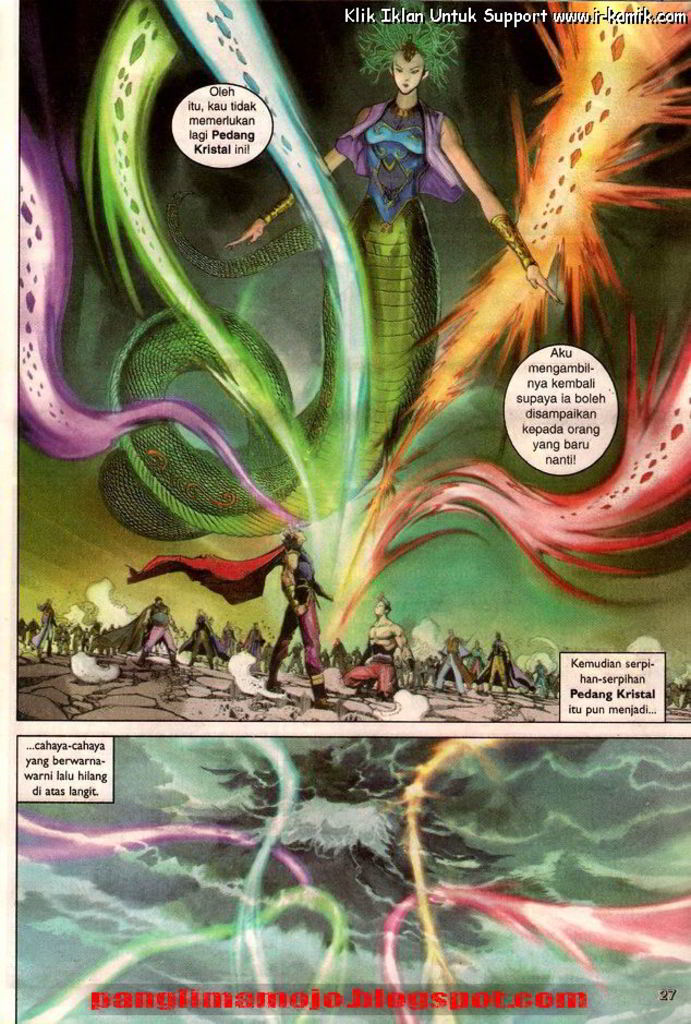 Klik Iklan Untuk Support www.ir-komik.com
Oleh
itu, kau tidak
memerlukan
lagi Pedang
Kristal ini!
Aku
mengambil-
nya kembali
supaya ia boleh
disampaikan
kepada orang
yang baru
nanti!
Kemudian serpi-
han-serpihan
Pedang Kristal
itu pun menjadi...
...cahaya-cahaya
yang berwarna-
warni lalu hilang
di atas langit.
panglimamojo.blogspot.com
27